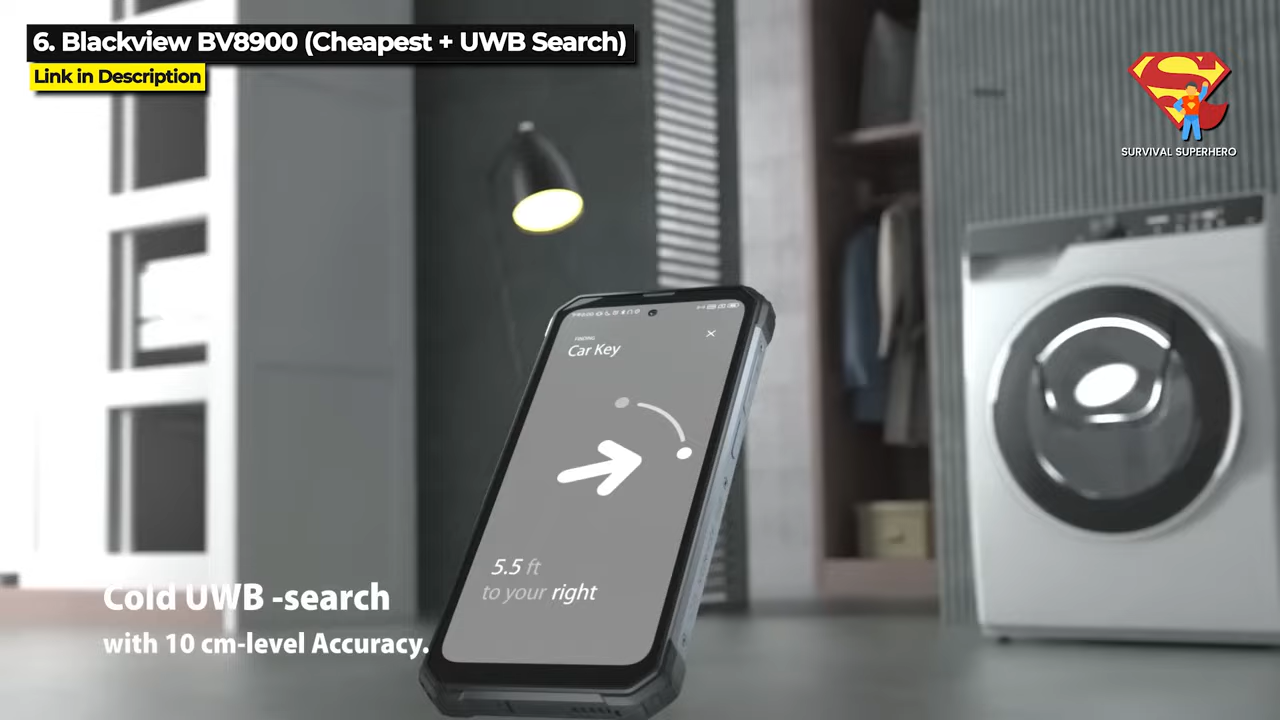 6. Blackview BV8900 (Cheapest + UWB Search)
Link in Description
SURVIVAL SUPERHERO
FINDING
Car Key
5.5 ft
to your right
Cold UWB -search
with 10 cm-level Accuracy.